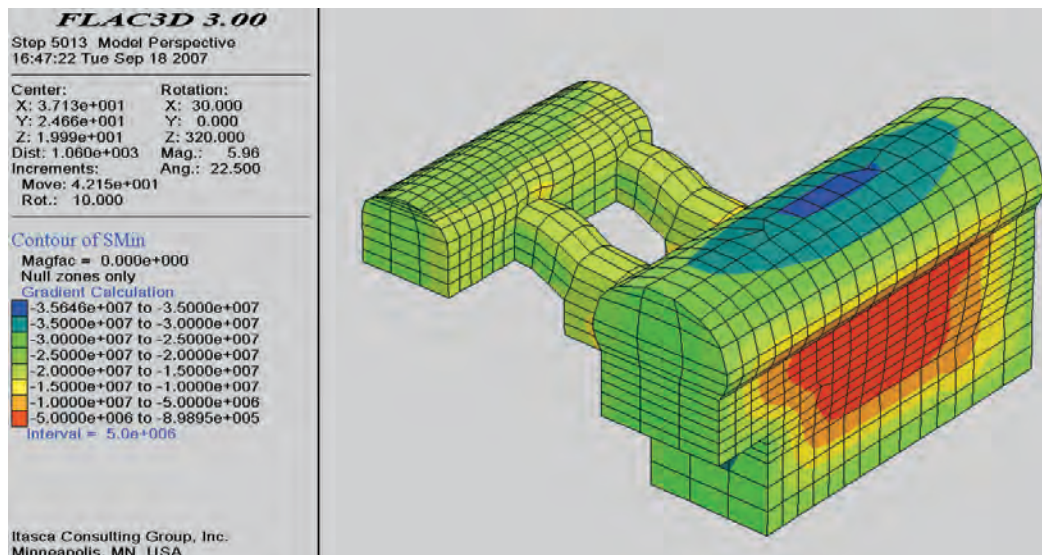 FLAC3D 3.00
Step 5013 Model Perspective
16:47:22 Tue Sep 18 2007
Center: Rotation:
X: 3.713e+001 X: 30.000
Y: 2.466e+001 Y: 0.000
Z: 1.999e+001 Z: 320.000
Dist: 1.060e+003 Mag.: 5.96
Increments: Ang.: 22.500
Move: 4.215e+001
Rot.: 10.000
Contour of SMin
Magfac = 0.000e+000
Null zones only
Gradient Calculation
-3.5646e+007 to -3.5000e+007
-3.5000e+007 to -3.0000e+007
-3.0000e+007 to -2.5000e+007
-2.5000e+007 to -2.0000e+007
-2.0000e+007 to -1.5000e+007
-1.5000e+007 to -1.0000e+007
-1.0000e+007 to -5.0000e+006
-5.0000e+006 to -8.9895e+005
Interval = 5.0e+006
Itasca Consulting Group, Inc.
Minneapolis, MN USA